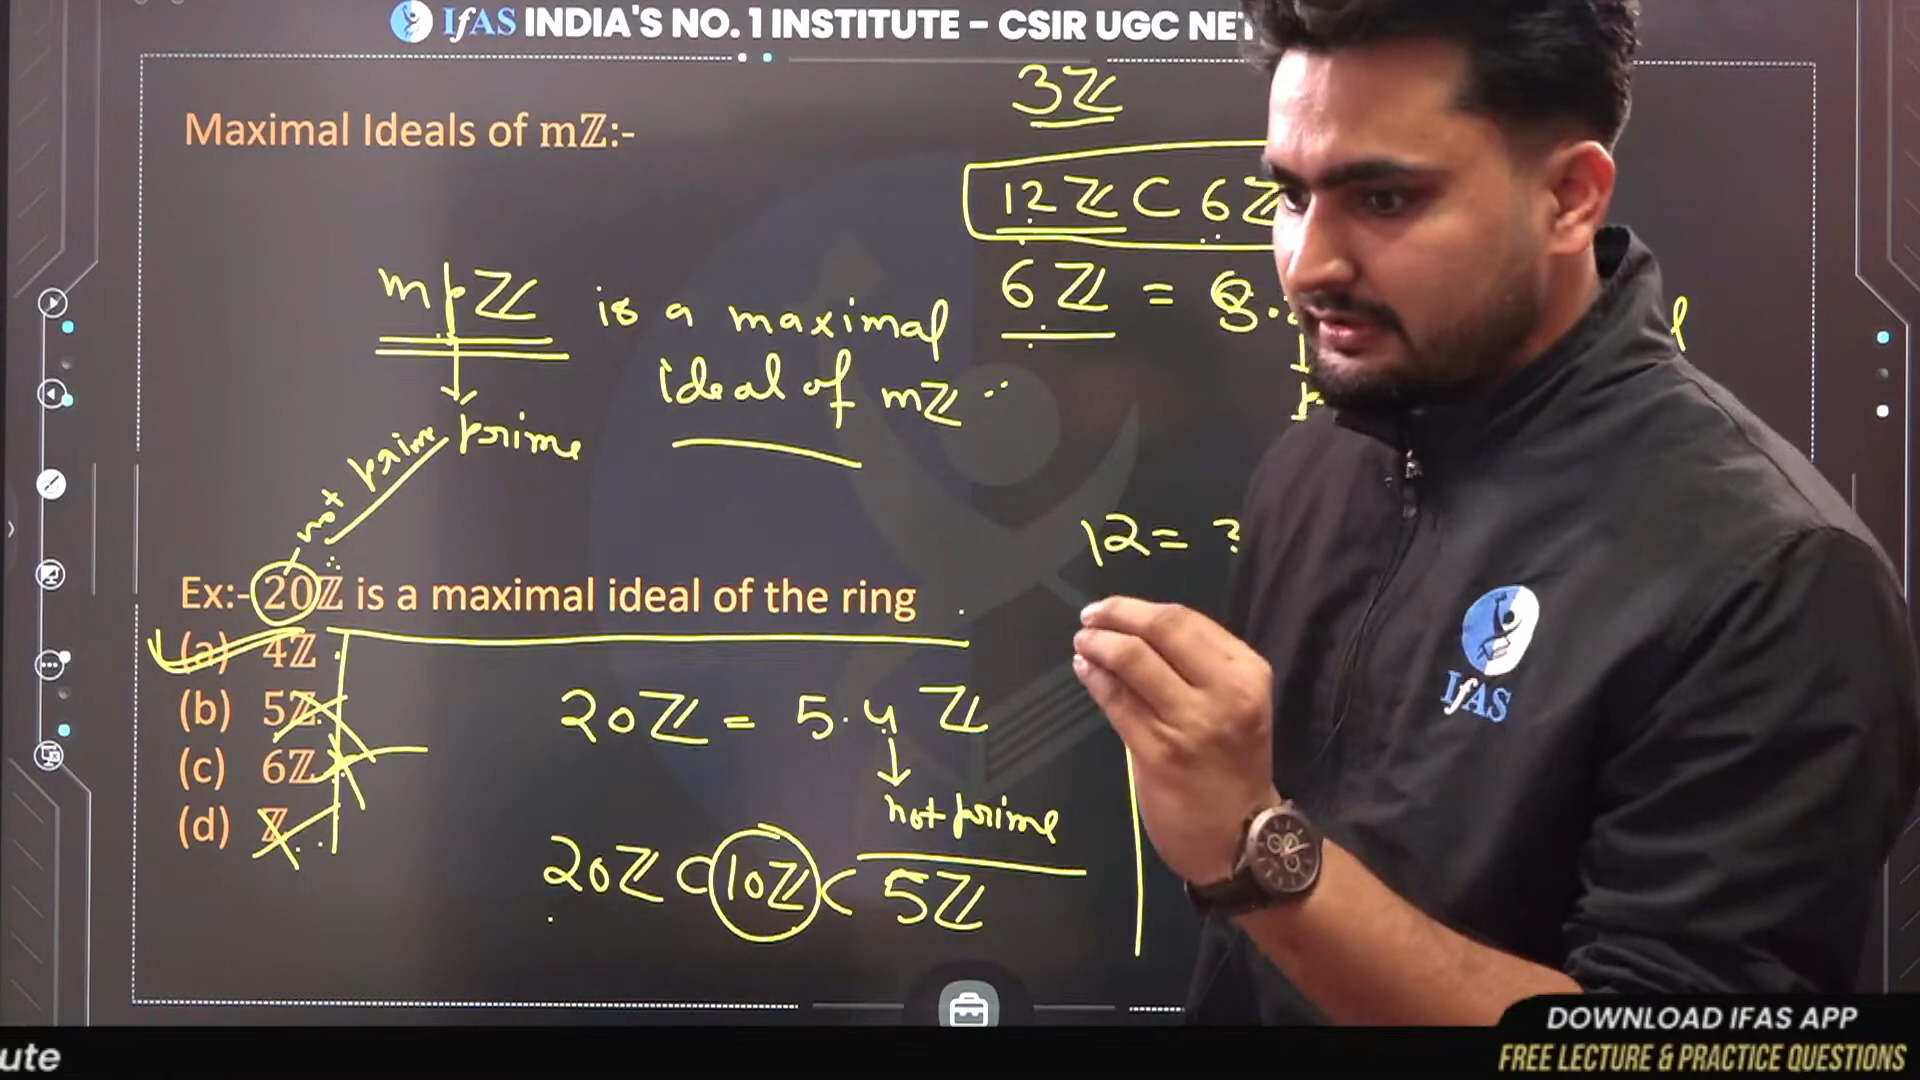 IfAS INDIA'S NO. 1 INSTITUTE - CSIR UGC NET
3ℤ
Maximal Ideals of mℤ:-
12ℤ ⊂ 6ℤ
mpℤ is a maximal
ideal of mℤ
6ℤ =
prime
not prime
12 = ?
Ex:- 20ℤ is a maximal ideal of the ring
(a) 4ℤ
(b) 5ℤ
(c) 6ℤ
(d) ℤ
20ℤ = 5.4 ℤ
not prime
20ℤ ⊂ 10ℤ ⊂ 5ℤ
IfAS
DOWNLOAD IFAS APP
FREE LECTURE & PRACTICE QUESTIONS
ute